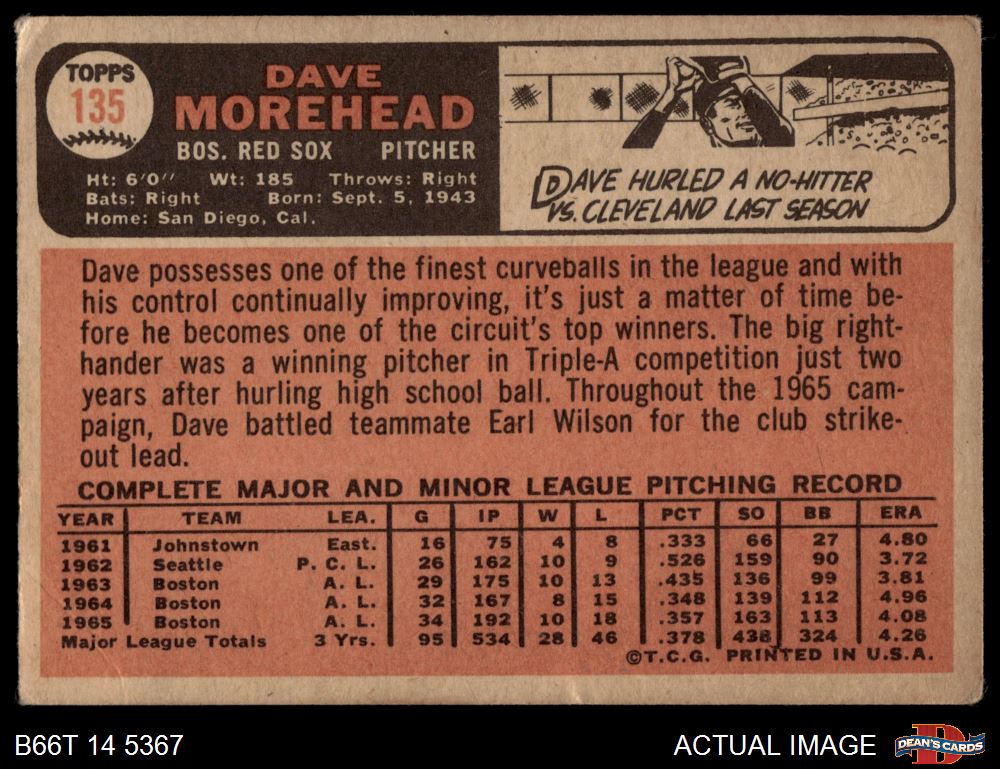 TOPPS
135
DAVE
MOREHEAD
BOS. RED SOX PITCHER
Ht: 6'0" Wt: 185 Throws: Right
Bats: Right Born: Sept. 5, 1943
Home: San Diego, Cal.
DAVE HURLED A NO-HITTER
VS. CLEVELAND LAST SEASON
Dave possesses one of the finest curveballs in the league and with
his control continually improving, it's just a matter of time be-
fore he becomes one of the circuit's top winners. The big right-
hander was a winning pitcher in Triple-A competition just two
years after hurling high school ball. Throughout the 1965 cam-
paign, Dave battled teammate Earl Wilson for the club strike-
out lead.
COMPLETE MAJOR AND MINOR LEAGUE PITCHING RECORD
YEAR TEAM LEA. G IP W L PCT SO BB ERA
1961 Johnstown East. 16 75 4 8 .333 66 27 4.80
1962 Seattle P. C. L. 26 162 10 9 .526 159 90 3.72
1963 Boston A. L. 29 175 10 13 .435 136 99 3.81
1964 Boston A. L. 32 167 8 15 .348 139 112 4.96
1965 Boston A. L. 34 192 10 18 .357 163 113 4.08
Major League Totals 3 Yrs. 95 534 28 46 .378 438 324 4.26
©T.C.G. PRINTED IN U.S.A.
B66T 14 5367
ACTUAL IMAGE
D
DEAN'S CARDS